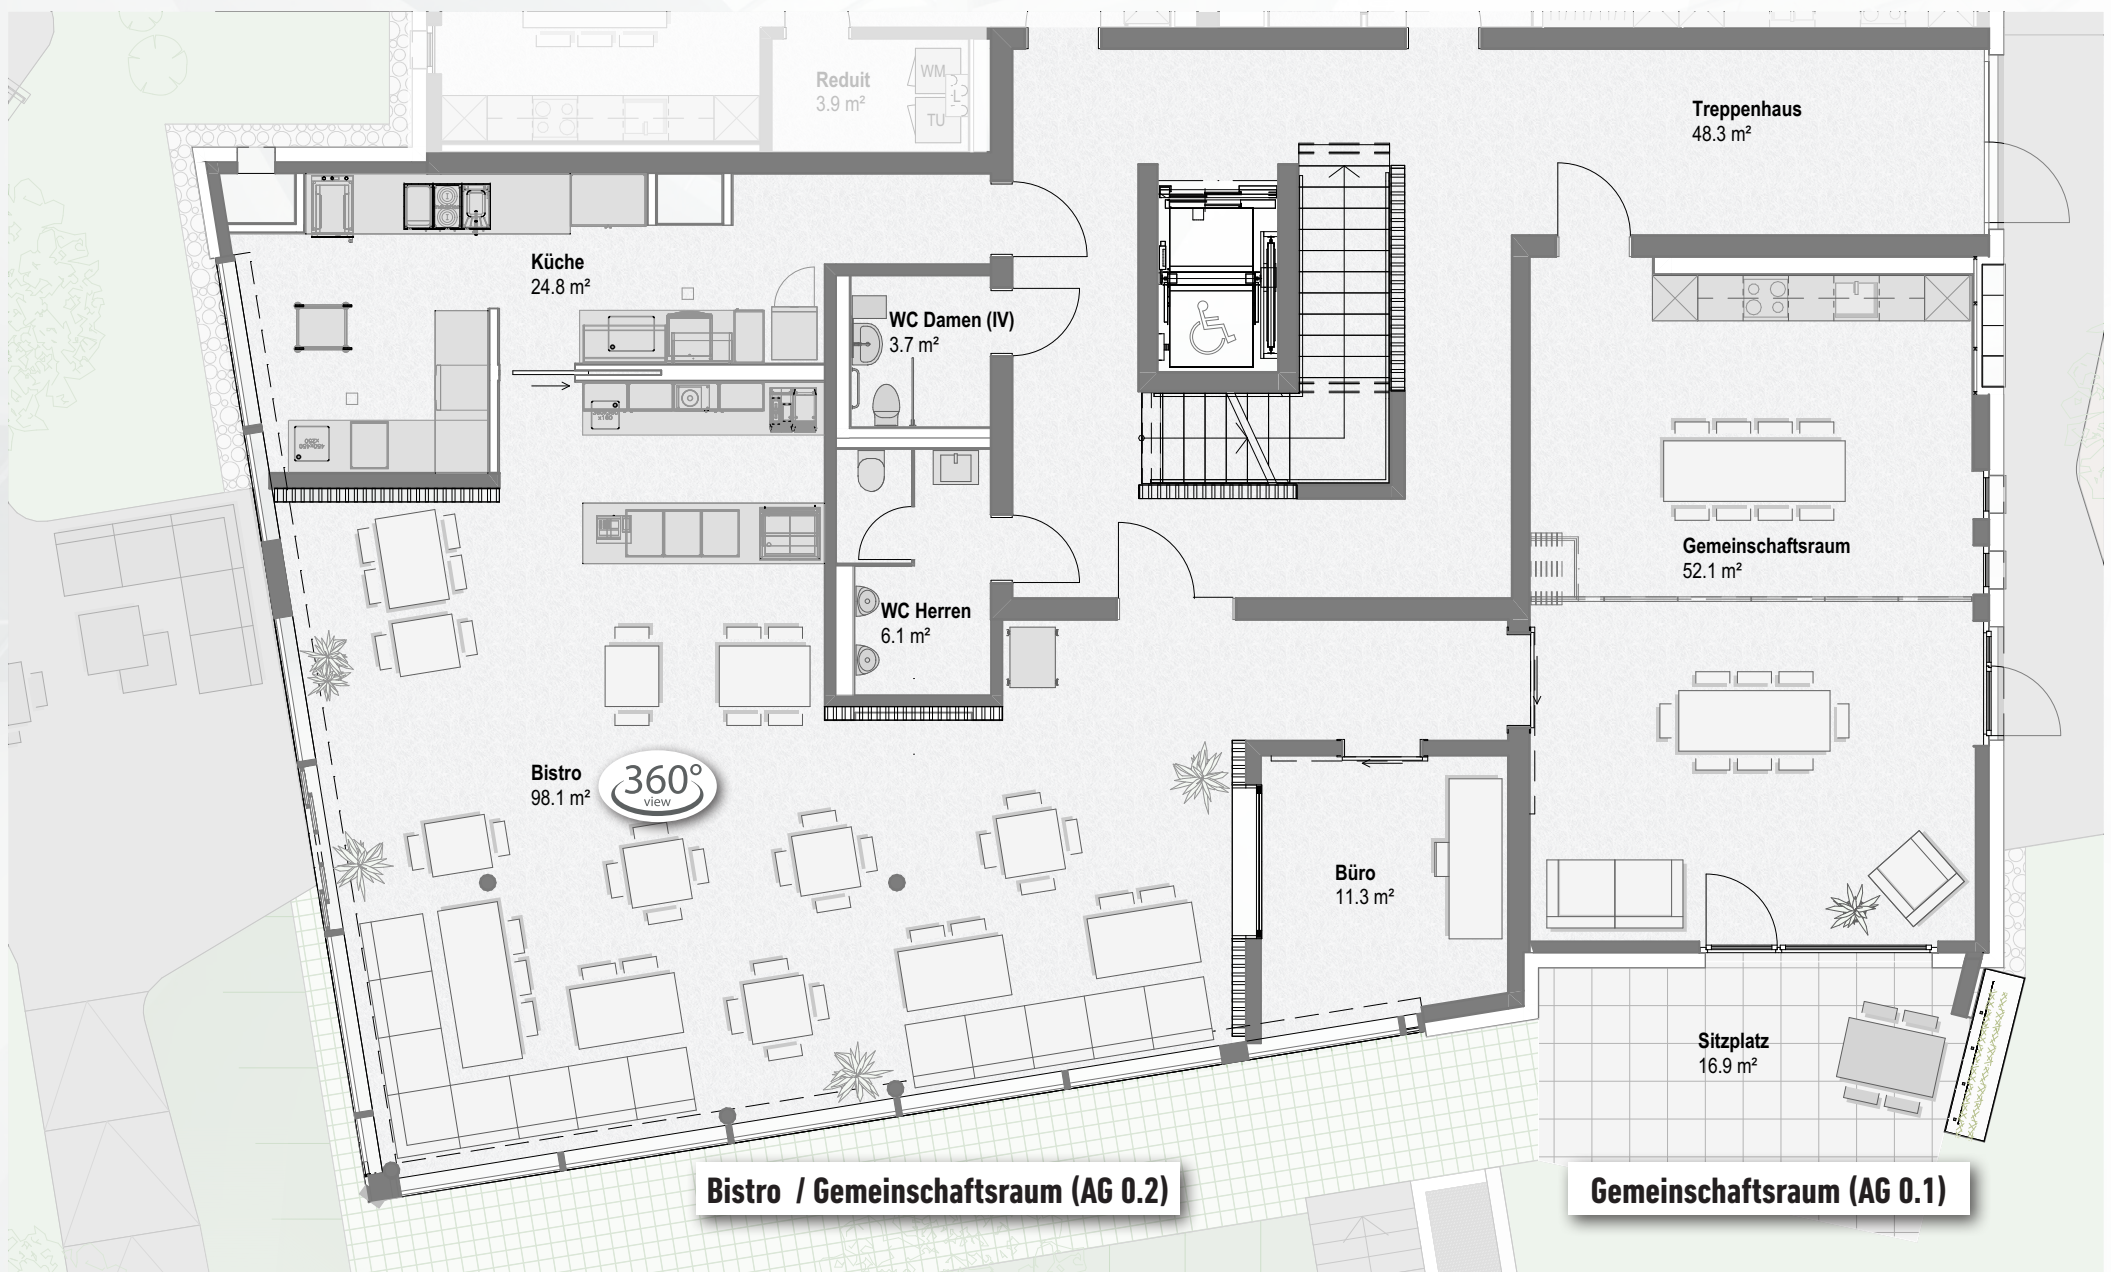 Reduit
3.9 m²
WM
TU
Treppenhaus
48.3 m²
Küche
24.8 m²
WC Damen (IV)
3.7 m²
Gemeinschaftsraum
52.1 m²
WC Herren
6.1 m²
Bistro
98.1 m²
360°
view
Büro
11.3 m²
Sitzplatz
16.9 m²
Bistro / Gemeinschaftsraum (AG 0.2)
Gemeinschaftsraum (AG 0.1)